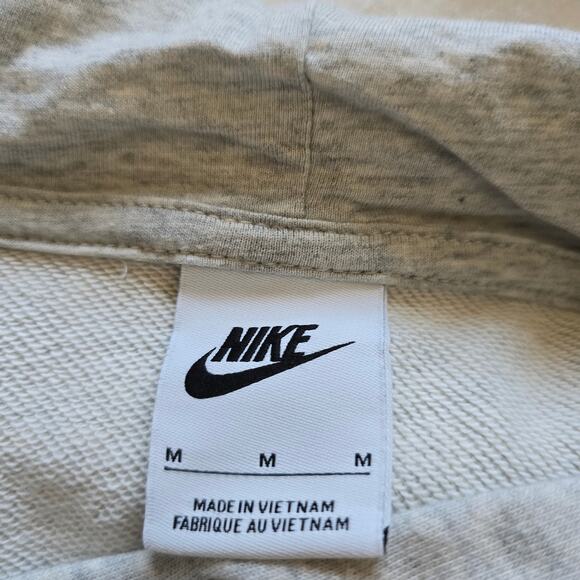 NIKE
M M M
MADE IN VIETNAM
FABRIQUE AU VIETNAM